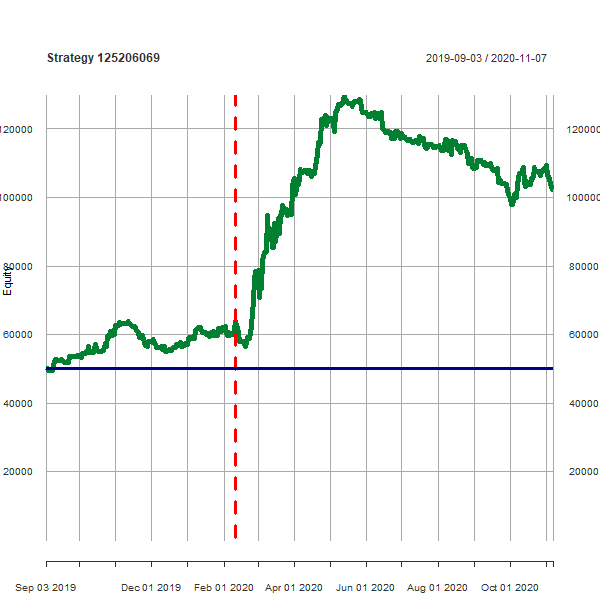 Strategy 125206069 2019-09-03 / 2020-11-07
120000 120000
100000 100000
80000 80000
Equity
60000 60000
40000 40000
20000 20000
Sep 03 2019 Dec 01 2019 Feb 01 2020 Apr 01 2020 Jun 01 2020 Aug 01 2020 Oct 01 2020